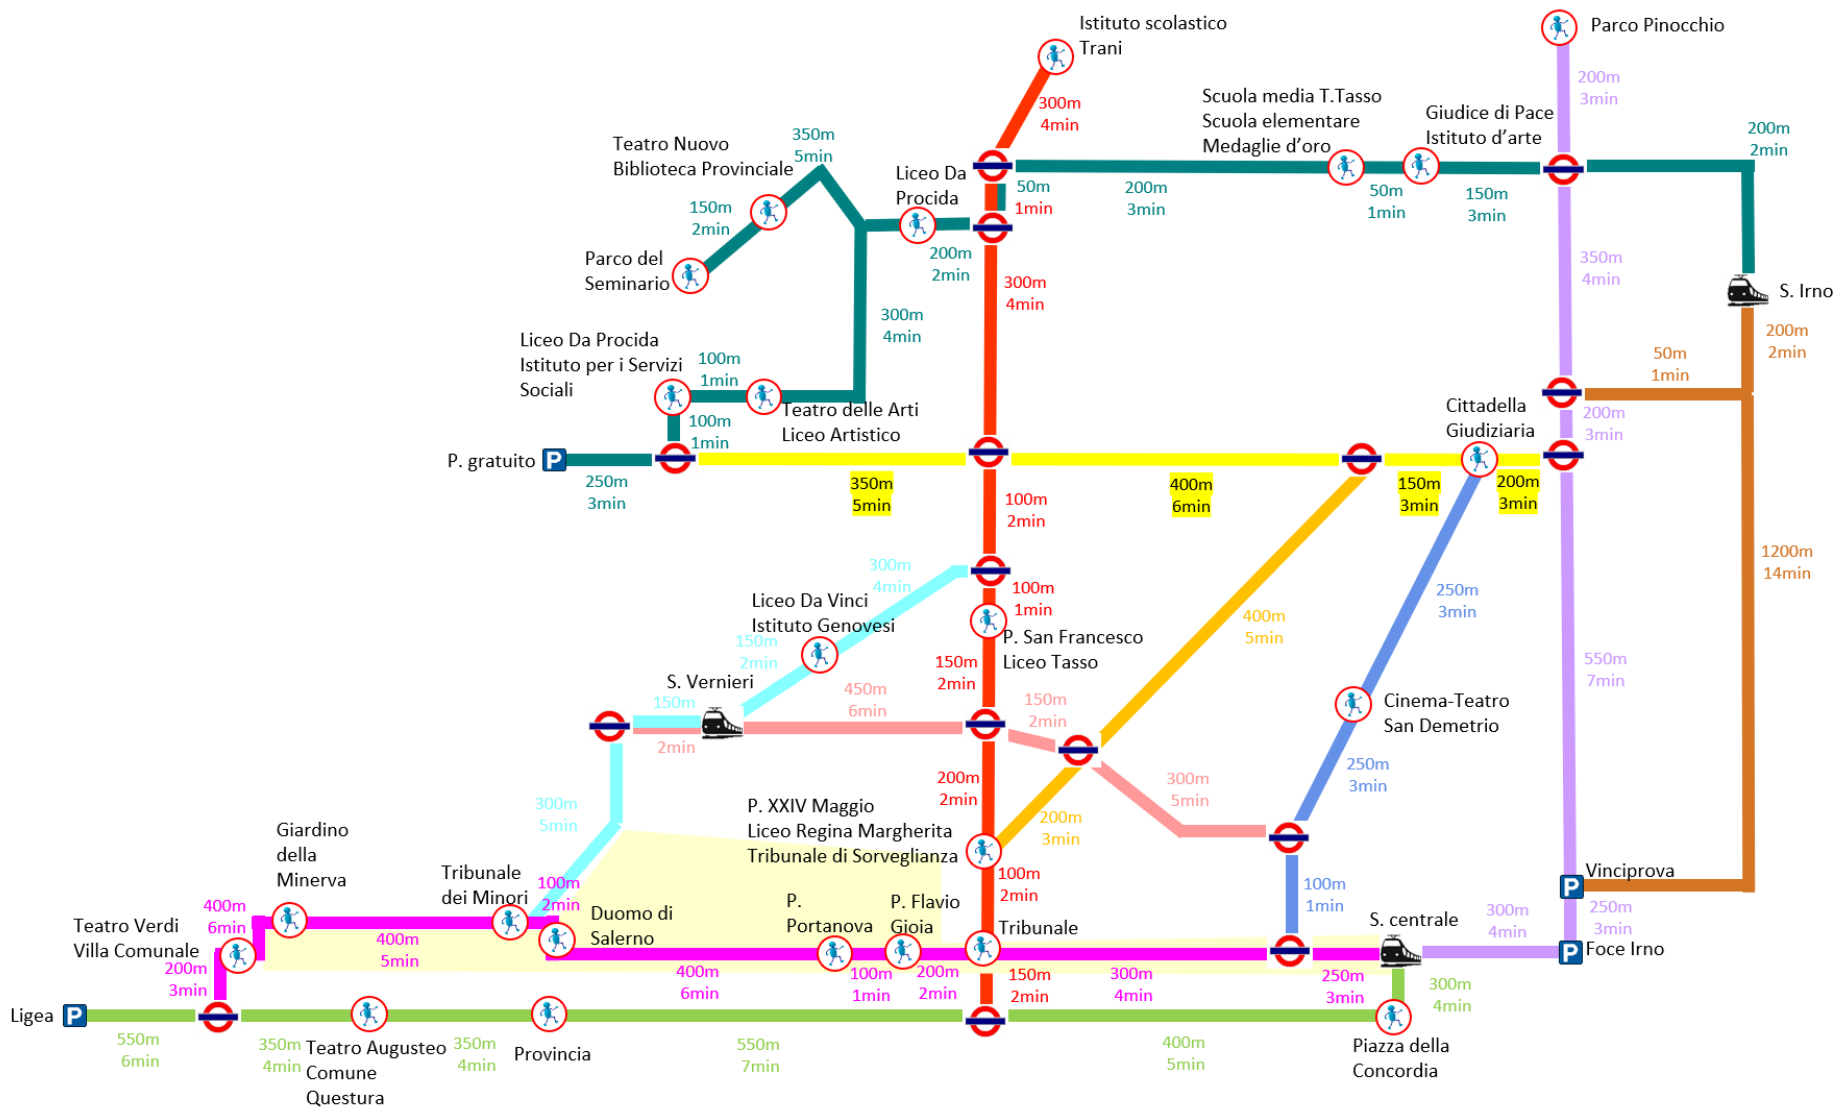 Istituto scolastico
Trani
Parco Pinocchio
200m
3min
300m
4min
Scuola media T.Tasso
Scuola elementare
Medaglie d'oro
Giudice di Pace
Istituto d'arte
200m
2min
350m
5min
Teatro Nuovo
Biblioteca Provinciale
Liceo Da
Procida
150m
2min
50m
1min
200m
3min
50m
1min
150m
3min
Parco del
Seminario
200m
2min
300m
4min
350m
4min
S. Irno
300m
4min
200m
2min
Liceo Da Procida
Istituto per i Servizi
Sociali
100m
1min
50m
1min
Teatro delle Arti
Liceo Artistico
100m
1min
Cittadella
Giudiziaria
200m
3min
P. gratuito
P
250m
3min
350m
5min
400m
6min
150m
3min
200m
3min
100m
2min
1200m
14min
300m
4min
100m
1min
Liceo Da Vinci
Istituto Genovesi
150m
2min
P. San Francesco
Liceo Tasso
400m
5min
250m
3min
150m
2min
550m
7min
S. Vernieri
150m
2min
450m
6min
150m
2min
Cinema-Teatro
San Demetrio
250m
3min
200m
2min
300m
5min
300m
5min
P. XXIV Maggio
Liceo Regina Margherita
Tribunale di Sorveglianza
200m
3min
Giardino
della
Minerva
Tribunale
dei Minori
100m
2min
100m
2min
100m
1min
Vinciprova
P
400m
6min
Teatro Verdi
Villa Comunale
Duomo di
Salerno
P.
Portanova
P. Flavio
Gioia
Tribunale
S. centrale
300m
4min
250m
3min
P
Foce Irno
400m
5min
200m
3min
400m
6min
100m
1min
200m
2min
150m
2min
300m
4min
250m
3min
300m
4min
Ligea
P
550m
6min
350m
4min
Teatro Augusteo
Comune
Questura
350m
4min
Provincia
550m
7min
400m
5min
Piazza della
Concordia